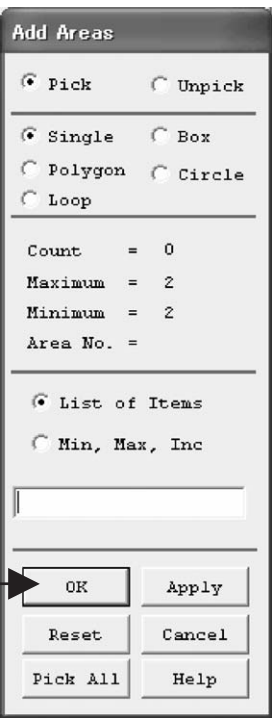 Add Areas
Pick Unpick
Single Box
Polygon Circle
Loop
Count = 0
Maximum = 2
Minimum = 2
Area No. =
List of Items
Min, Max, Inc
OK Apply
Reset Cancel
Pick All Help